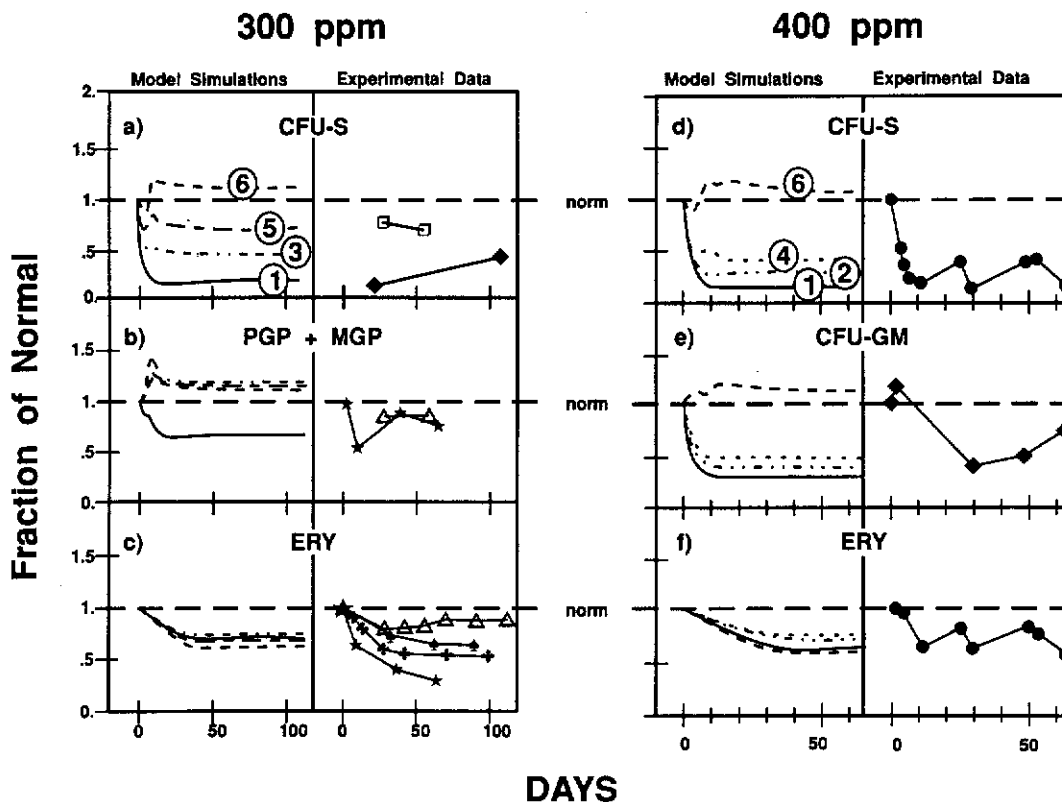 300 ppm
400 ppm
Model Simulations
Experimental Data
Model Simulations
Experimental Data
Fraction of Normal
2.
1.5
1.
.5
0.
a)
CFU-S
6
5
3
1
1.5
1.
.5
0.
b)
PGP + MGP
1.5
1.
.5
0.
c)
ERY
0
50
100
0
50
100
norm
d)
CFU-S
6
4
2
1
norm
e)
CFU-GM
norm
f)
ERY
0
50
0
50
DAYS